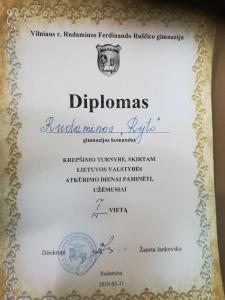 Vilniaus r. Rudaminos Ferdinando Ruščico gimnazija
Diplomas
Rudaminos „Ryto“
gimnazijos komandai
KREPŠINIO TURNYRE, SKIRTAM
LIETUVOS VALSTYBĖS
ATKŪRIMO DIENAI PAMINĖTI,
UŽĖMUSIAI
I VIETĄ
Direktorė Žaneta Jankovska
Rudamina
2019-03-11